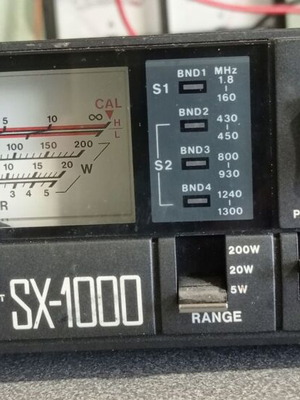 BND1 MHz
S1 1.8
160
CAL
5 10 ∞ H
L
BND2 430
450
100 150 200
W
S2 BND3 800
930
3 4 5
R
BND4 1240
1300
200W
20W
5W
SX-1000
RANGE
P